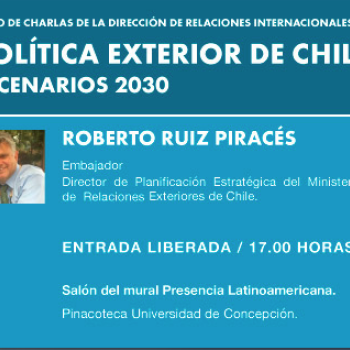 O DE CHARLAS DE LA DIRECCIÓN DE RELACIONES INTERNACIONALES
OLÍTICA EXTERIOR DE CHIL
CENARIOS 2030
ROBERTO RUIZ PIRACÉS
Embajador
Director de Planificación Estratégica del Minister
de Relaciones Exteriores de Chile.
ENTRADA LIBERADA / 17.00 HORAS
Salón del mural Presencia Latinoamericana.
Pinacoteca Universidad de Concepción.